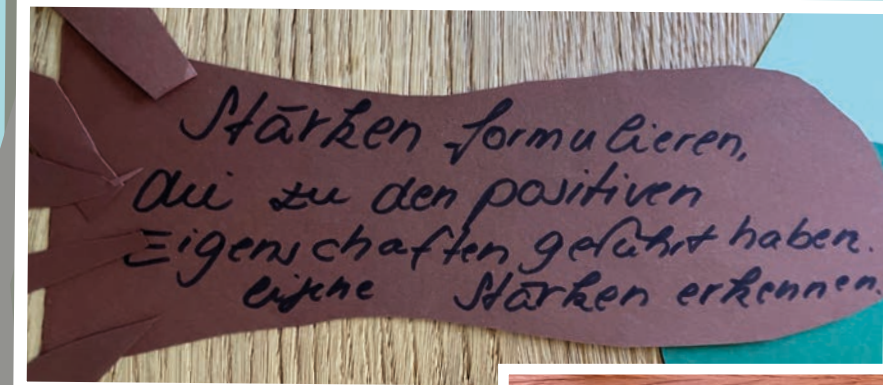 Stärken formulieren,
die zu den positiven
Eigenschaften geführt haben.
eigene Stärken erkennen.